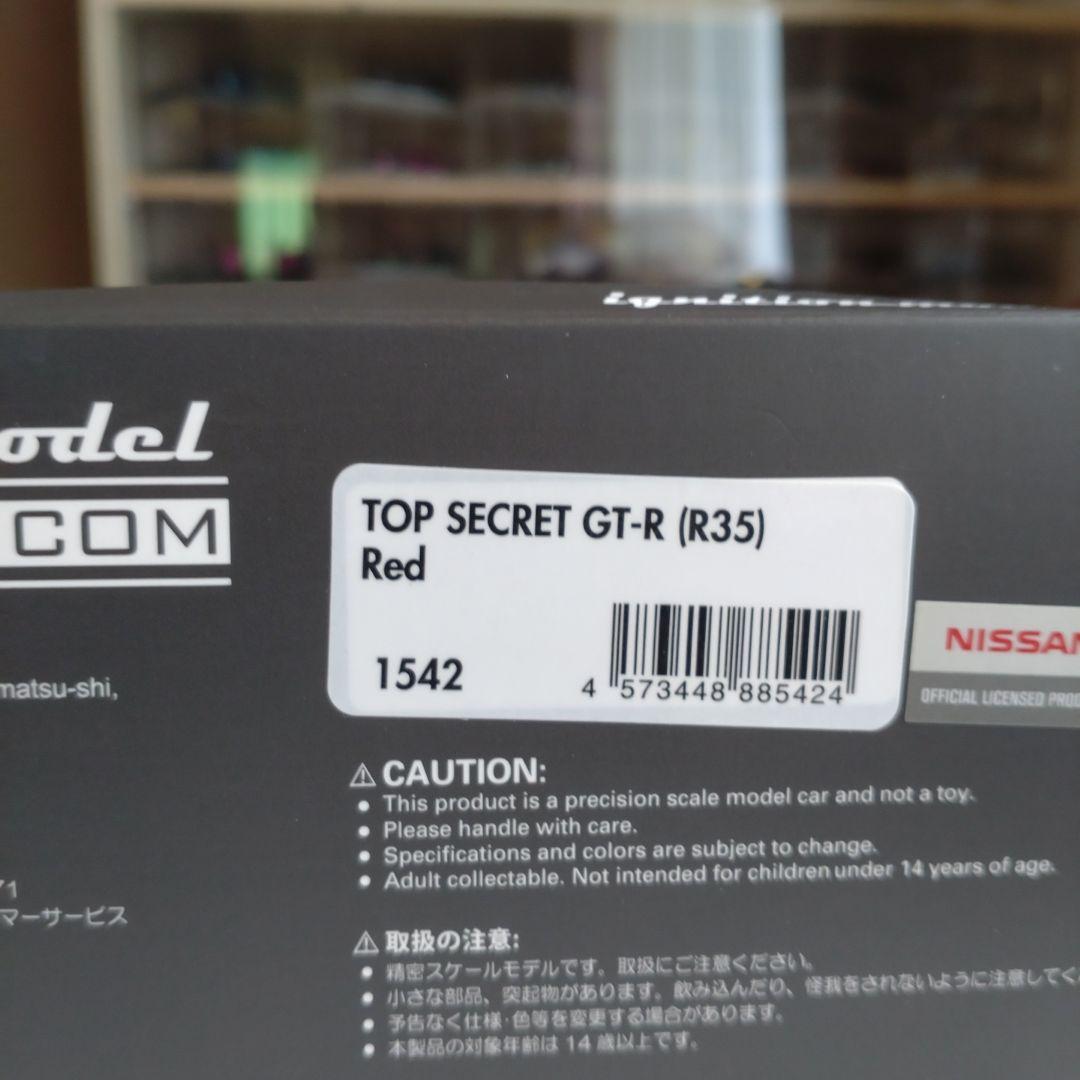 ignition
odel
COM
TOP SECRET GT-R (R35)
Red
1542
4 573448 885424
NISSAN
OFFICIAL LICENSED PROD
matsu-shi,
⚠ CAUTION:
● This product is a precision scale model car and not a toy.
● Please handle with care.
● Specifications and colors are subject to change.
● Adult collectable. Not intended for children under 14 years of age.
71
マーサービス
⚠ 取扱の注意:
● 精密スケールモデルです。取扱にご注意ください。
● 小さな部品、突起物があります。飲み込んだり、怪我をされないように注意してく
● 予告なく仕様・色等を変更する場合があります。
● 本製品の対象年齢は 14 歳以上です。